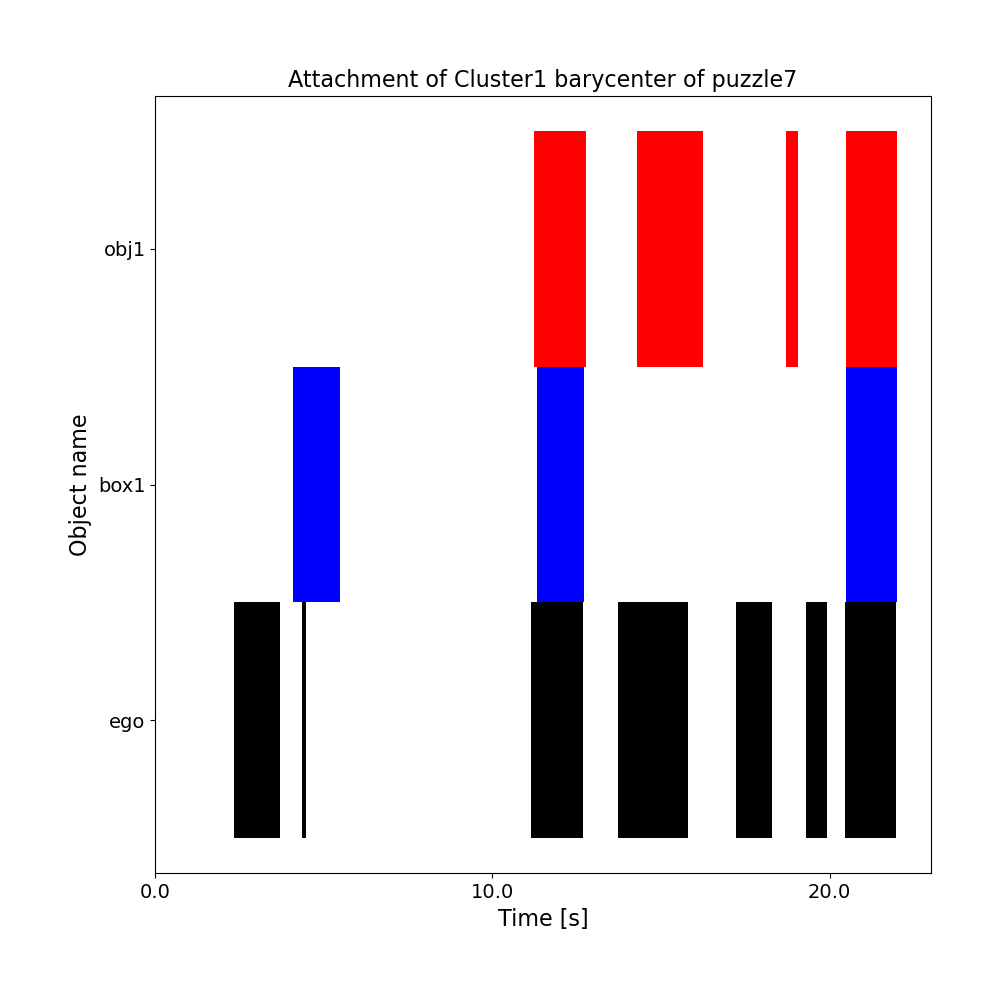 Attachment of Cluster1 barycenter of puzzle7
obj1
box1
ego
Object name
0.0 10.0 20.0
Time [s]